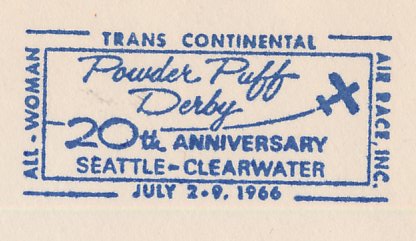 TRANS CONTINENTAL
Powder Puff
Derby
20th ANNIVERSARY
SEATTLE-CLEARWATER
JULY 2-9, 1966
ALL-WOMAN
AIR RACE, INC.